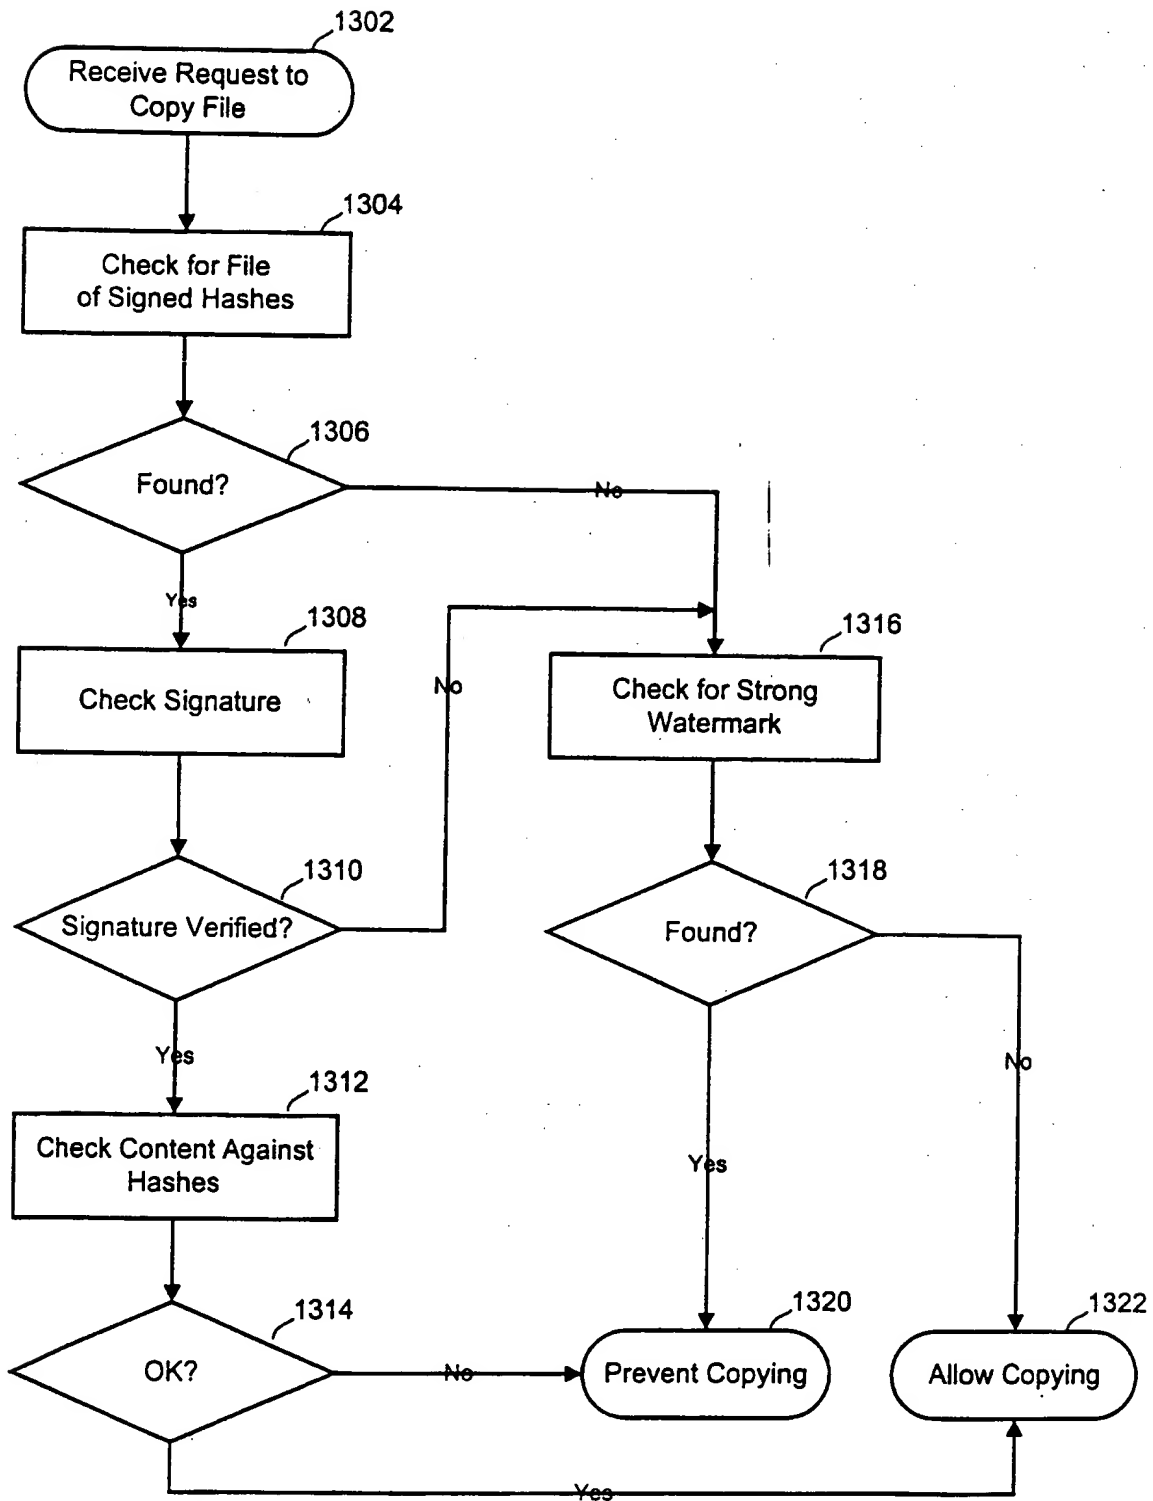 1302
Receive Request to
Copy File
1304
Check for File
of Signed Hashes
1306
Found?
No
Yes
1308
Check Signature
No
1316
Check for Strong
Watermark
1310
Signature Verified?
1318
Found?
Yes
No
1312
Check Content Against
Hashes
Yes
1314
OK?
No
1320
Prevent Copying
1322
Allow Copying
Yes